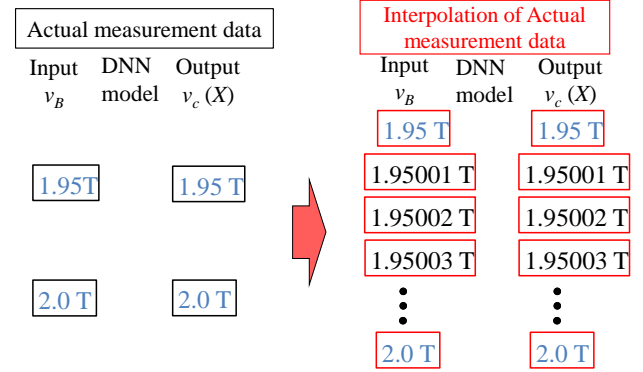 Actual measurement data
Input DNN Output
v_B model v_c (X)
1.95T 1.95 T
2.0 T 2.0 T
Interpolation of Actual
measurement data
Input DNN Output
v_B model v_c (X)
1.95 T 1.95 T
1.95001 T 1.95001 T
1.95002 T 1.95002 T
1.95003 T 1.95003 T
2.0 T 2.0 T